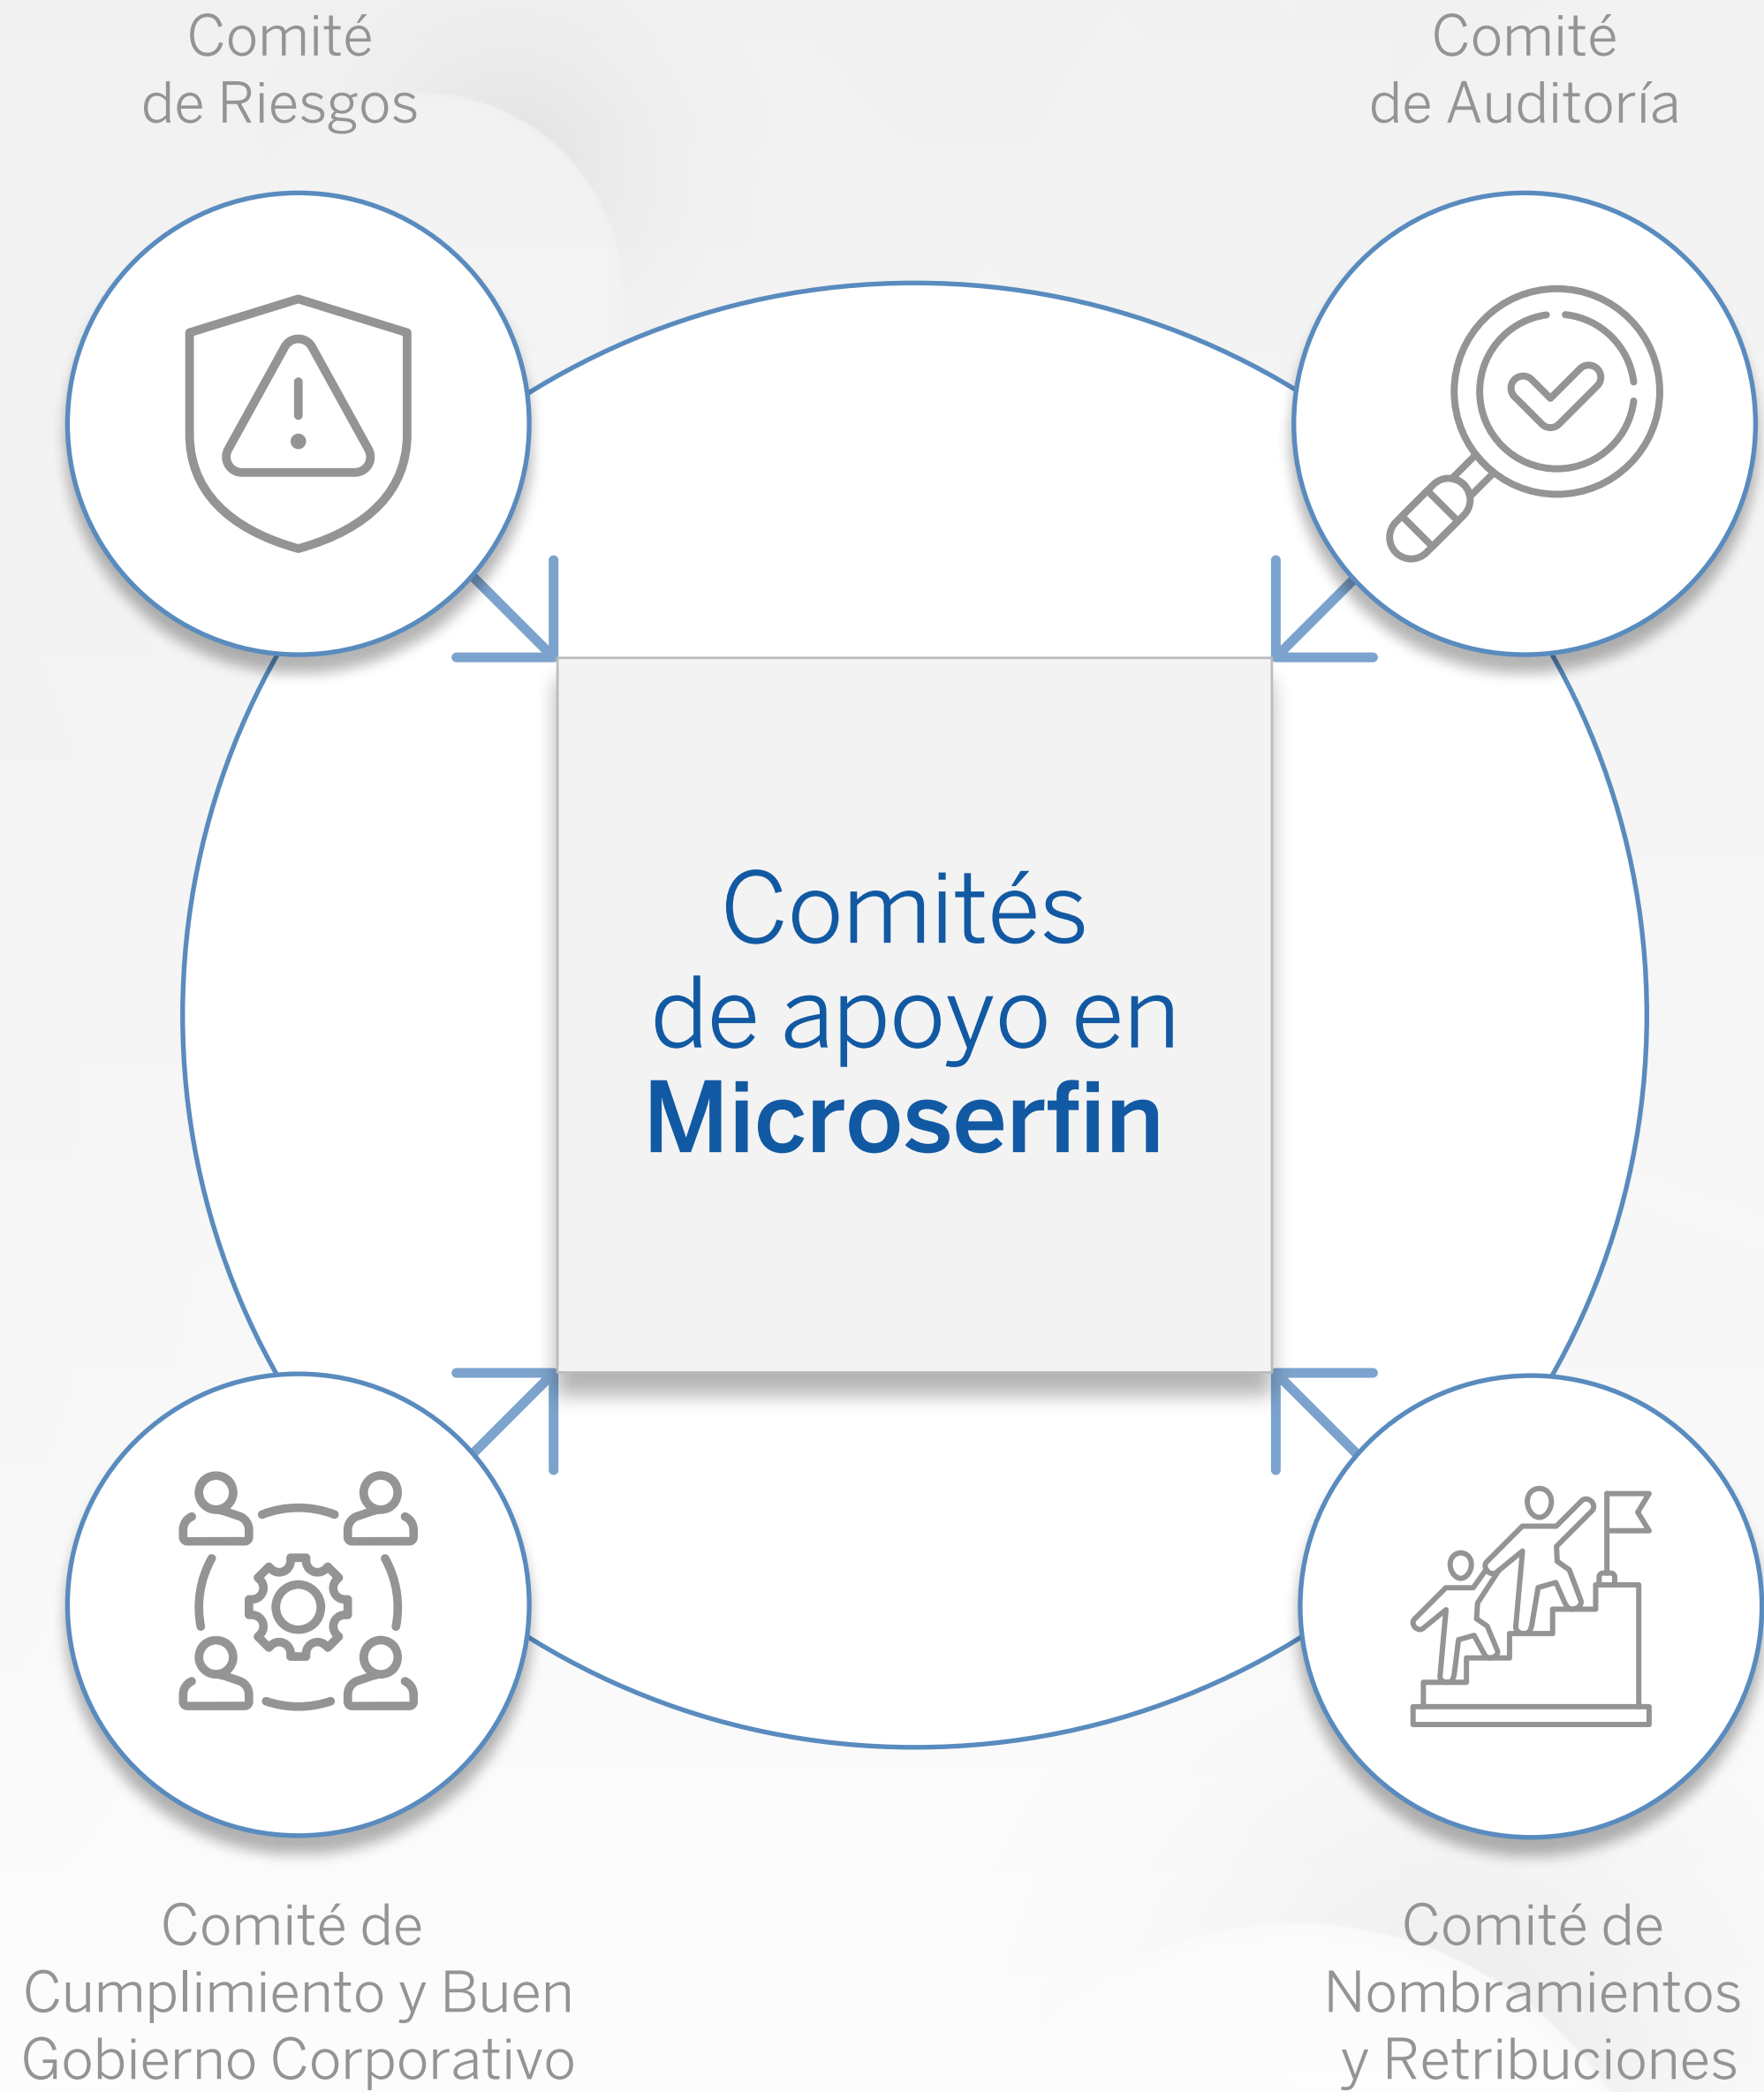 Comité
de Riesgos
Comité
de Auditoría
Comités
de apoyo en
Microserfin
Comité de
Cumplimiento y Buen
Gobierno Corporativo
Comité de
Nombramientos
y Retribuciones